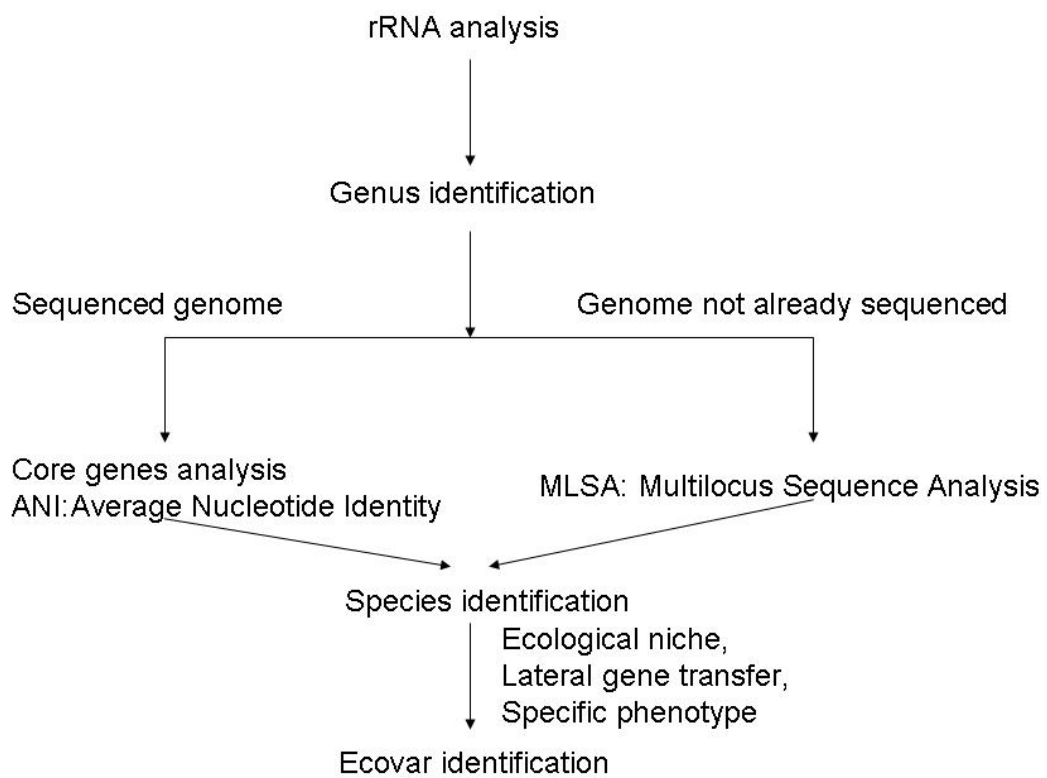 rRNA analysis
Genus identification
Sequenced genome
Genome not already sequenced
Core genes analysis
ANI:Average Nucleotide Identity
MLSA: Multilocus Sequence Analysis
Species identification
Ecological niche,
Lateral gene transfer,
Specific phenotype
Ecovar identification